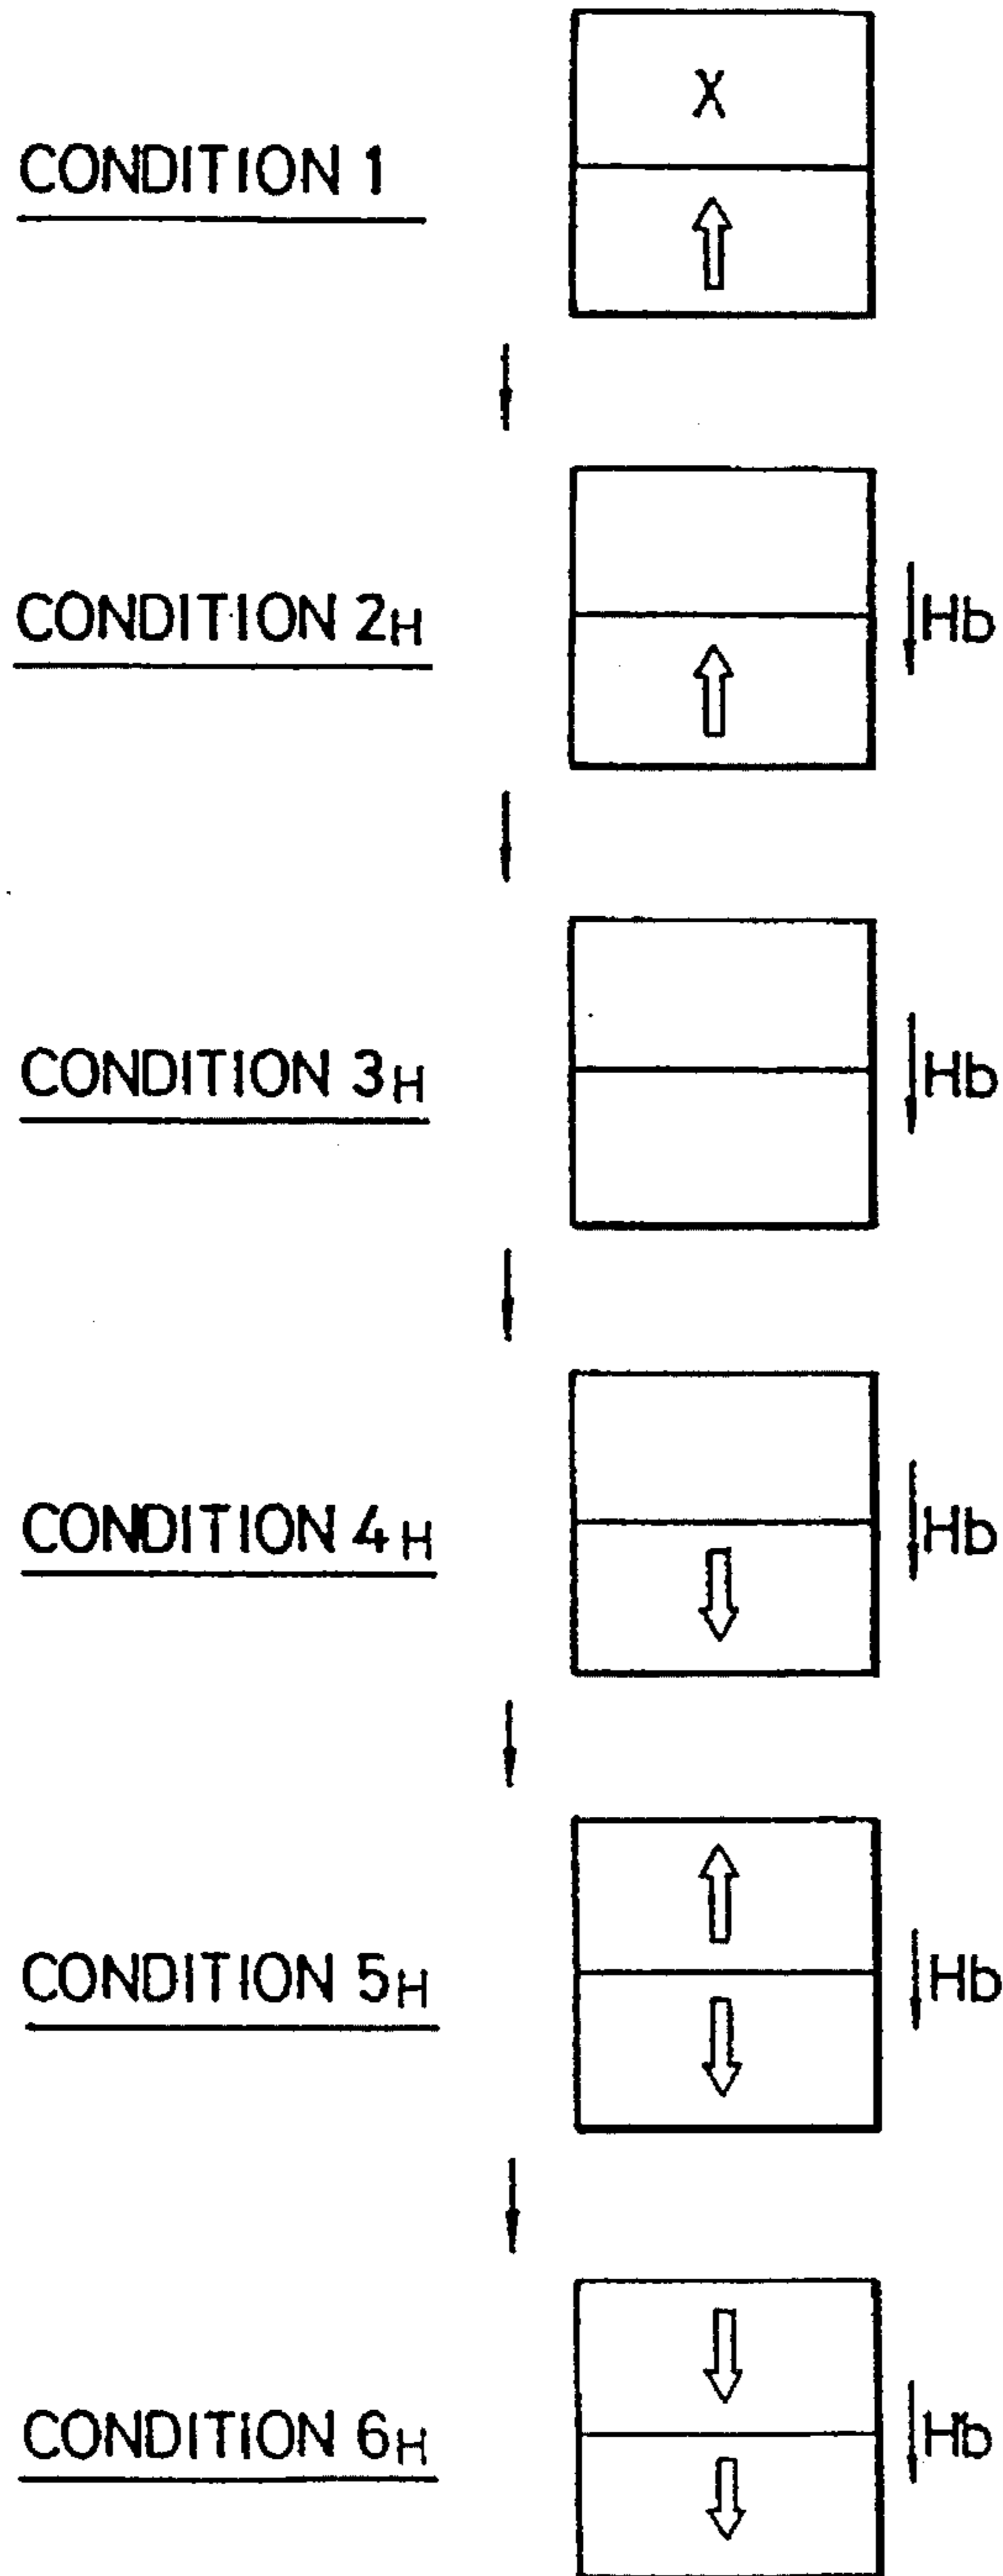 X
CONDITION 1
CONDITION 2H
Hb
CONDITION 3H
Hb
CONDITION 4H
Hb
CONDITION 5H
Hb
CONDITION 6H
Hb